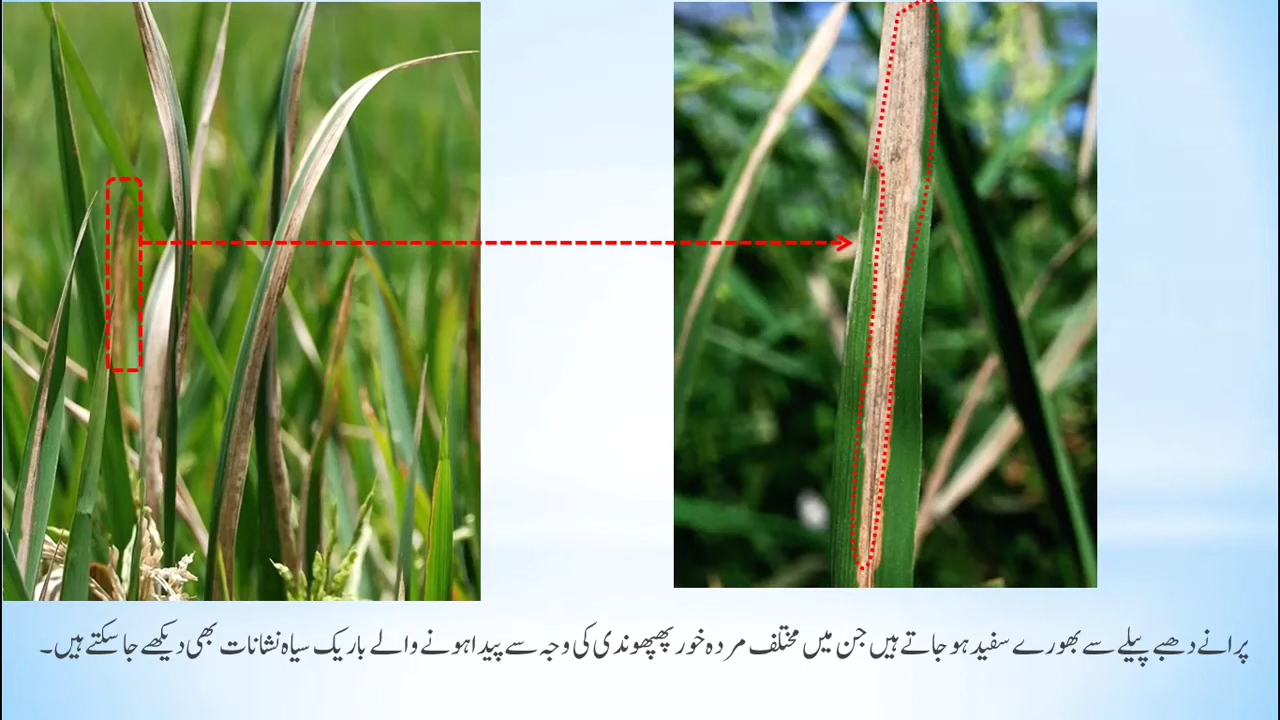 پرانے دھبے پیلے سے بھورے سفید ہو جاتے ہیں جن میں مختلف مردہ خور پھپھوندی کی وجہ سے پیدا ہونے والے باریک سیاہ نشانات بھی دیکھے جا سکتے ہیں۔